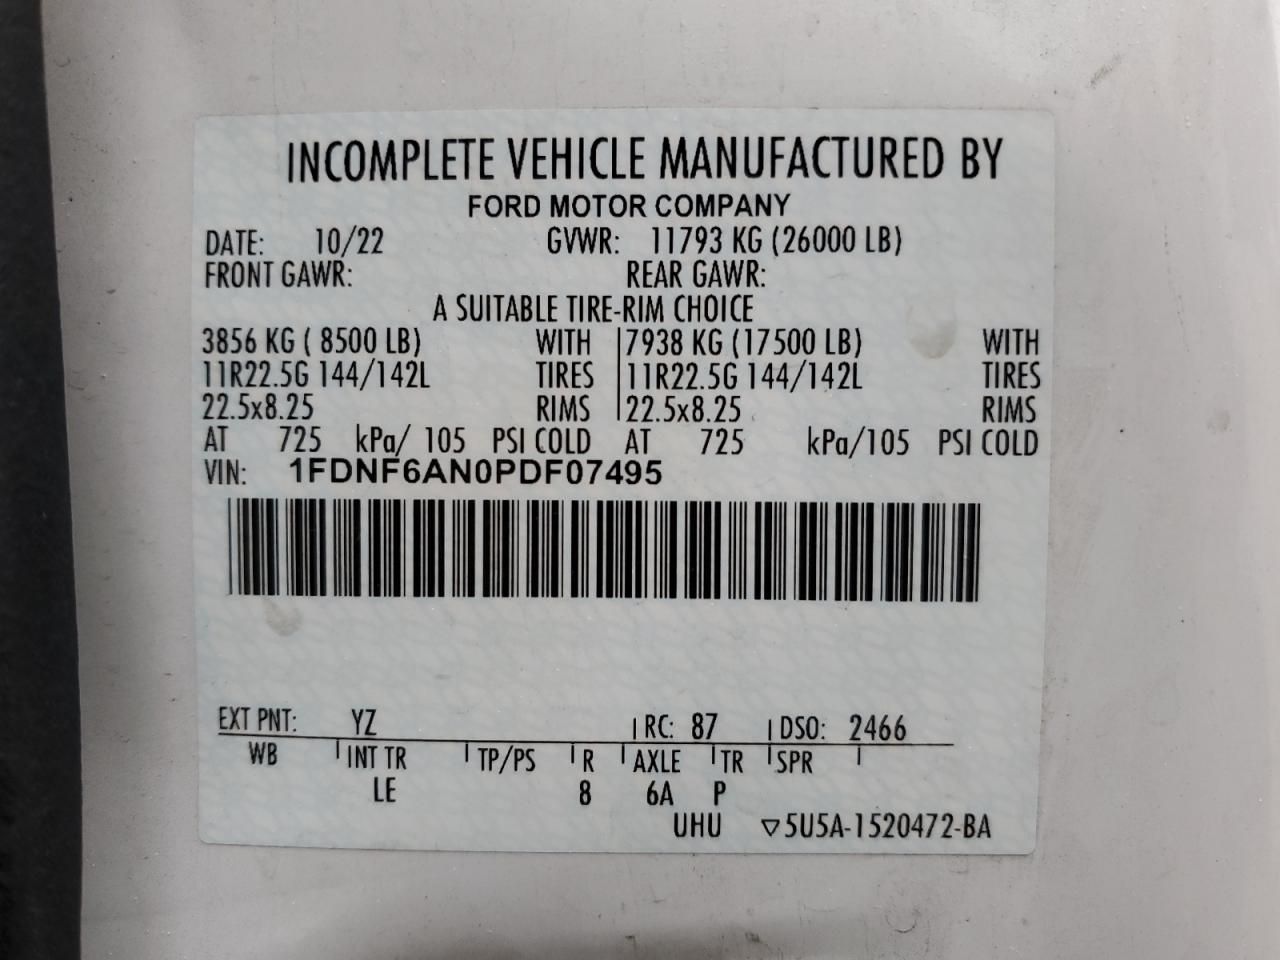 INCOMPLETE VEHICLE MANUFACTURED BY
FORD MOTOR COMPANY
DATE: 10/22 GVWR: 11793 KG (26000 LB)
FRONT GAWR: REAR GAWR:
A SUITABLE TIRE-RIM CHOICE
3856 KG ( 8500 LB) WITH 7938 KG (17500 LB) WITH
11R22.5G 144/142L TIRES 11R22.5G 144/142L TIRES
22.5x8.25 RIMS 22.5x8.25 RIMS
AT 725 kPa/ 105 PSI COLD AT 725 kPa/105 PSI COLD
VIN: 1FDNF6AN0PDF07495
EXT PNT: YZ RC: 87 DSO: 2466
WB INT TR TP/PS R AXLE TR SPR
LE 8 6A P
UHU ▽5U5A-1520472-BA